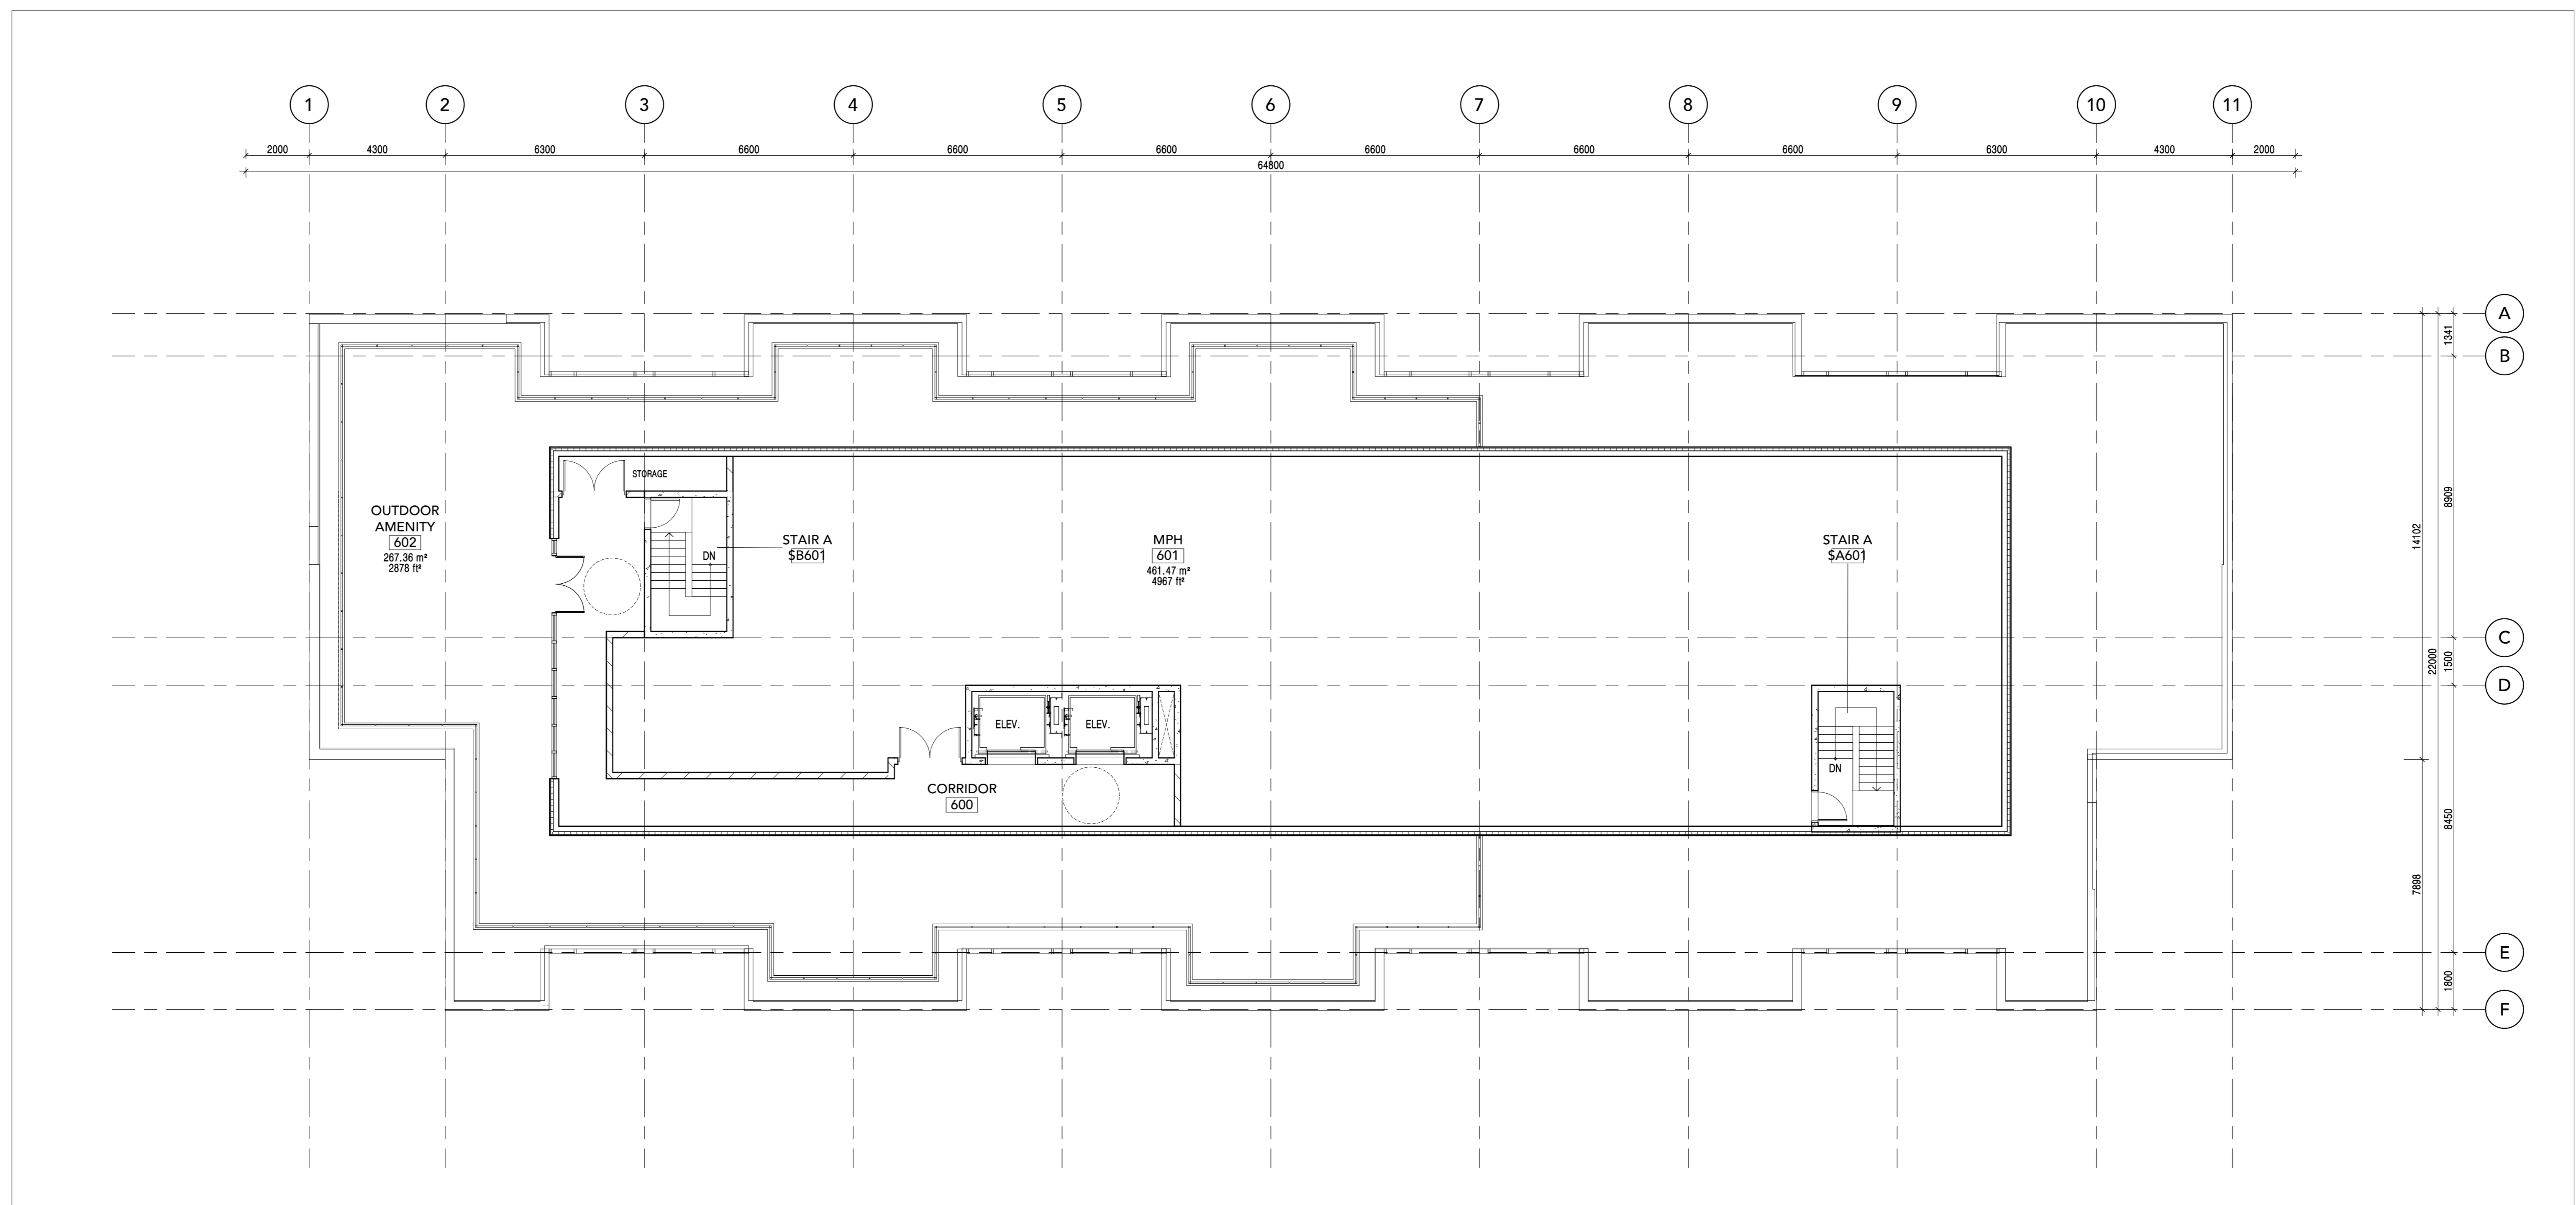 1 2 3 4 5 6 7 8 9 10 11
2000 4300 6300 6600 6600 6600 6600 6600 6600 6300 4300 2000
64800
A
1341
B
STORAGE
8909
OUTDOOR
AMENITY
602
267.36 m²
2878 ft²
DN
STAIR A
SB601
MPH
601
461.47 m²
4967 ft²
STAIR A
SA601
14102
C
22000
1500
D
ELEV.
ELEV.
DN
CORRIDOR
600
8450
7898
E
1800
F